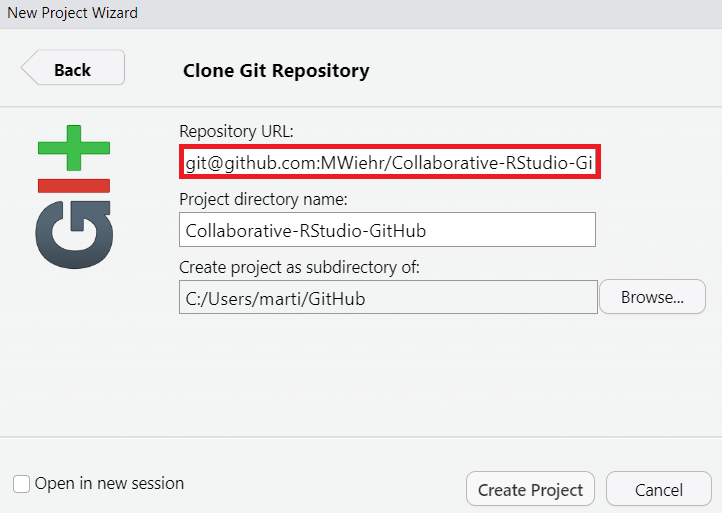 New Project Wizard
Back
Clone Git Repository
GIt
Repository URL:
git@github.com:MWiehr/Collaborative-RStudio-Gi
Project directory name:
Collaborative-RStudio-GitHub
Create project as subdirectory of:
C:/Users/marti/GitHub
Browse...
Open in new session
Create Project
Cancel